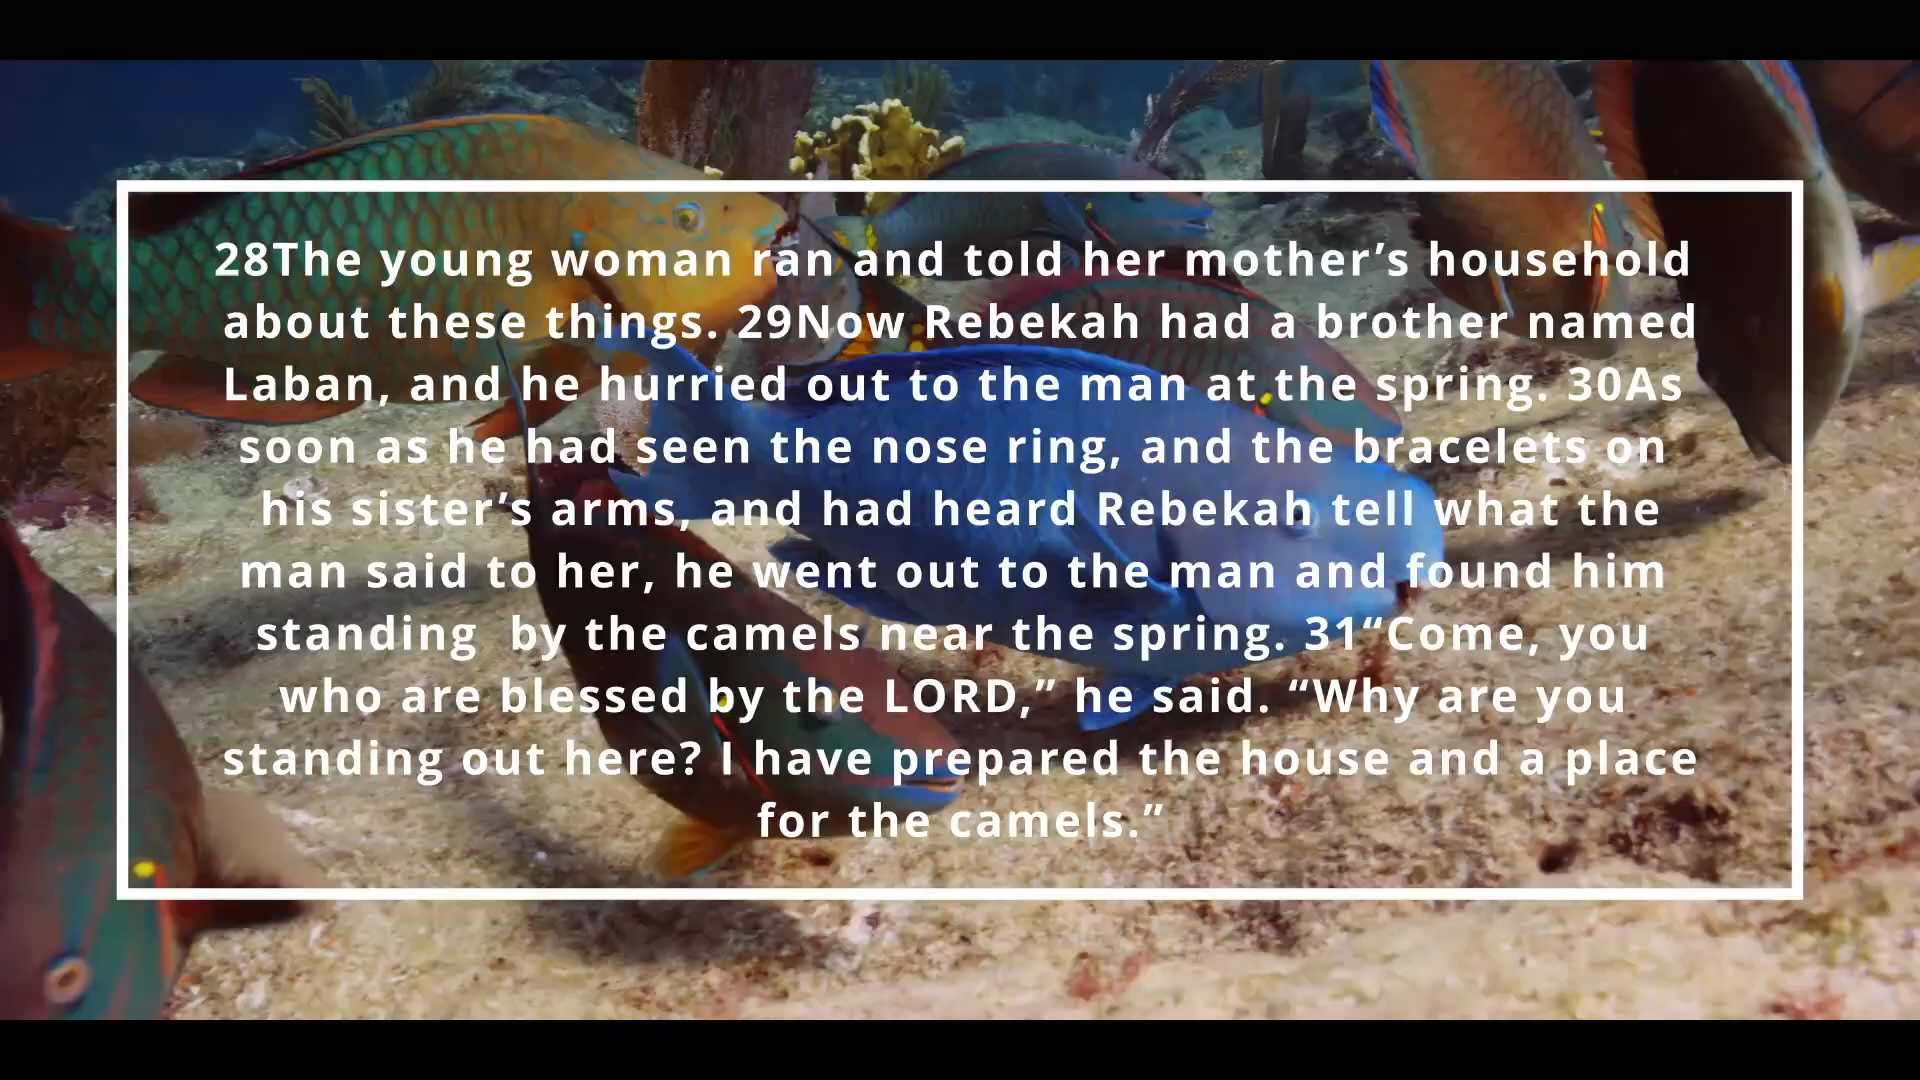 28The young woman ran and told her mother’s household
about these things. 29Now Rebekah had a brother named
Laban, and he hurried out to the man at the spring. 30As
soon as he had seen the nose ring, and the bracelets on
his sister’s arms, and had heard Rebekah tell what the
man said to her, he went out to the man and found him
standing  by the camels near the spring. 31“Come, you
who are blessed by the LORD,” he said. “Why are you
standing out here? I have prepared the house and a place
for the camels.”